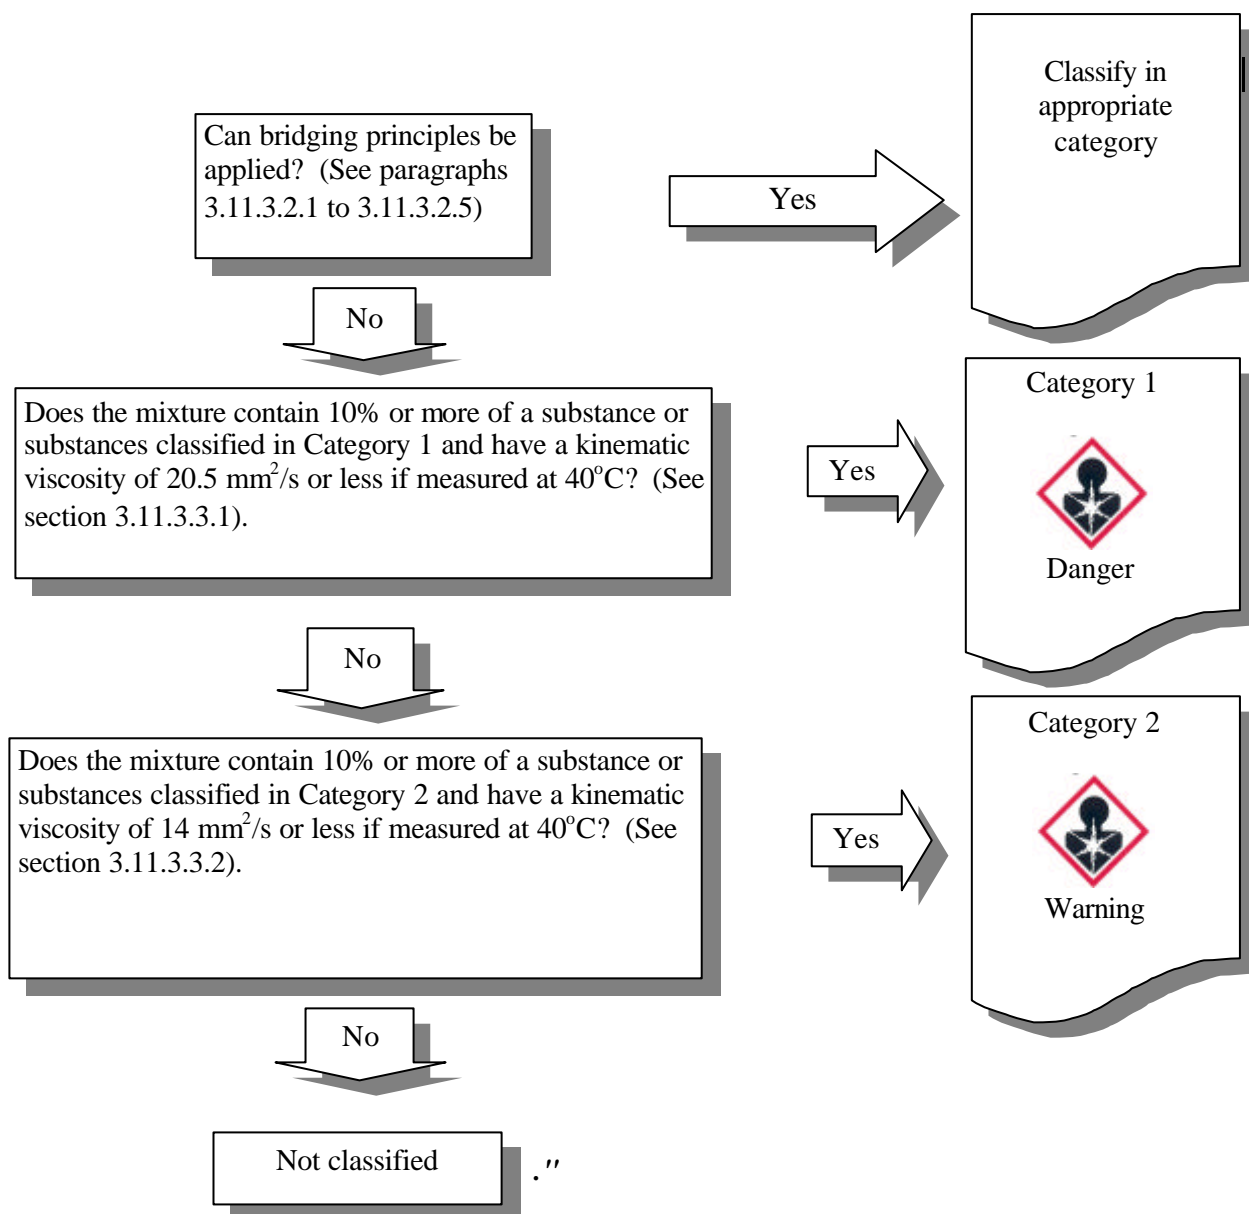 Can bridging principles be
applied? (See paragraphs
3.11.3.2.1 to 3.11.3.2.5)
Yes
Classify in
appropriate
category
No
Does the mixture contain 10% or more of a substance or
substances classified in Category 1 and have a kinematic
viscosity of 20.5 mm²/s or less if measured at 40°C? (See
section 3.11.3.3.1).
Yes
Category 1
Danger
No
Does the mixture contain 10% or more of a substance or
substances classified in Category 2 and have a kinematic
viscosity of 14 mm²/s or less if measured at 40°C? (See
section 3.11.3.3.2).
Yes
Category 2
Warning
No
Not classified ."